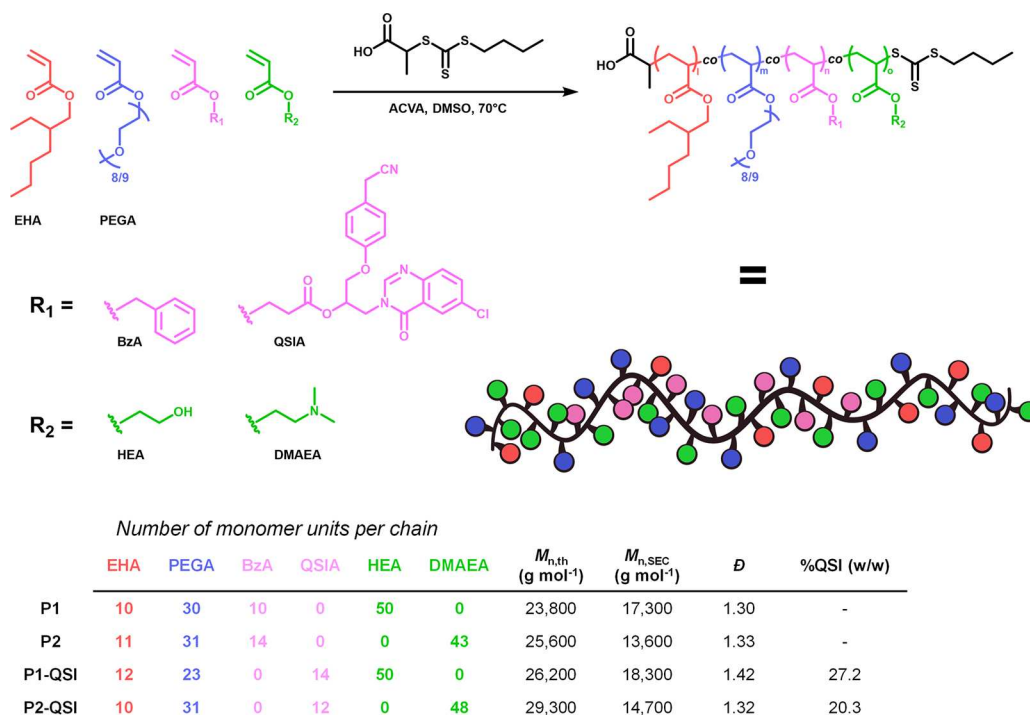 O
O
EHA
O
O
O
8/9
PEGA
O
O
R1
O
O
R2
ACVA, DMSO, 70°C
O
HO
S
S
S
O
HO
l
co
m
co
n
co
o
S
S
S
O
O
O
O
O
8/9
O
O
R1
O
O
R2
R1 =
BzA
CN
O
O
O
N
N
O
Cl
QSIA
=
R2 =
OH
HEA
N
DMAEA
Number of monomer units per chain
EHA PEGA BzA QSIA HEA DMAEA Mn,th (g mol-1) Mn,SEC (g mol-1) Đ %QSI (w/w)
P1 10 30 10 0 50 0 23,800 17,300 1.30 -
P2 11 31 14 0 0 43 25,600 13,600 1.33 -
P1-QSI 12 23 0 14 50 0 26,200 18,300 1.42 27.2
P2-QSI 10 31 0 12 0 48 29,300 14,700 1.32 20.3